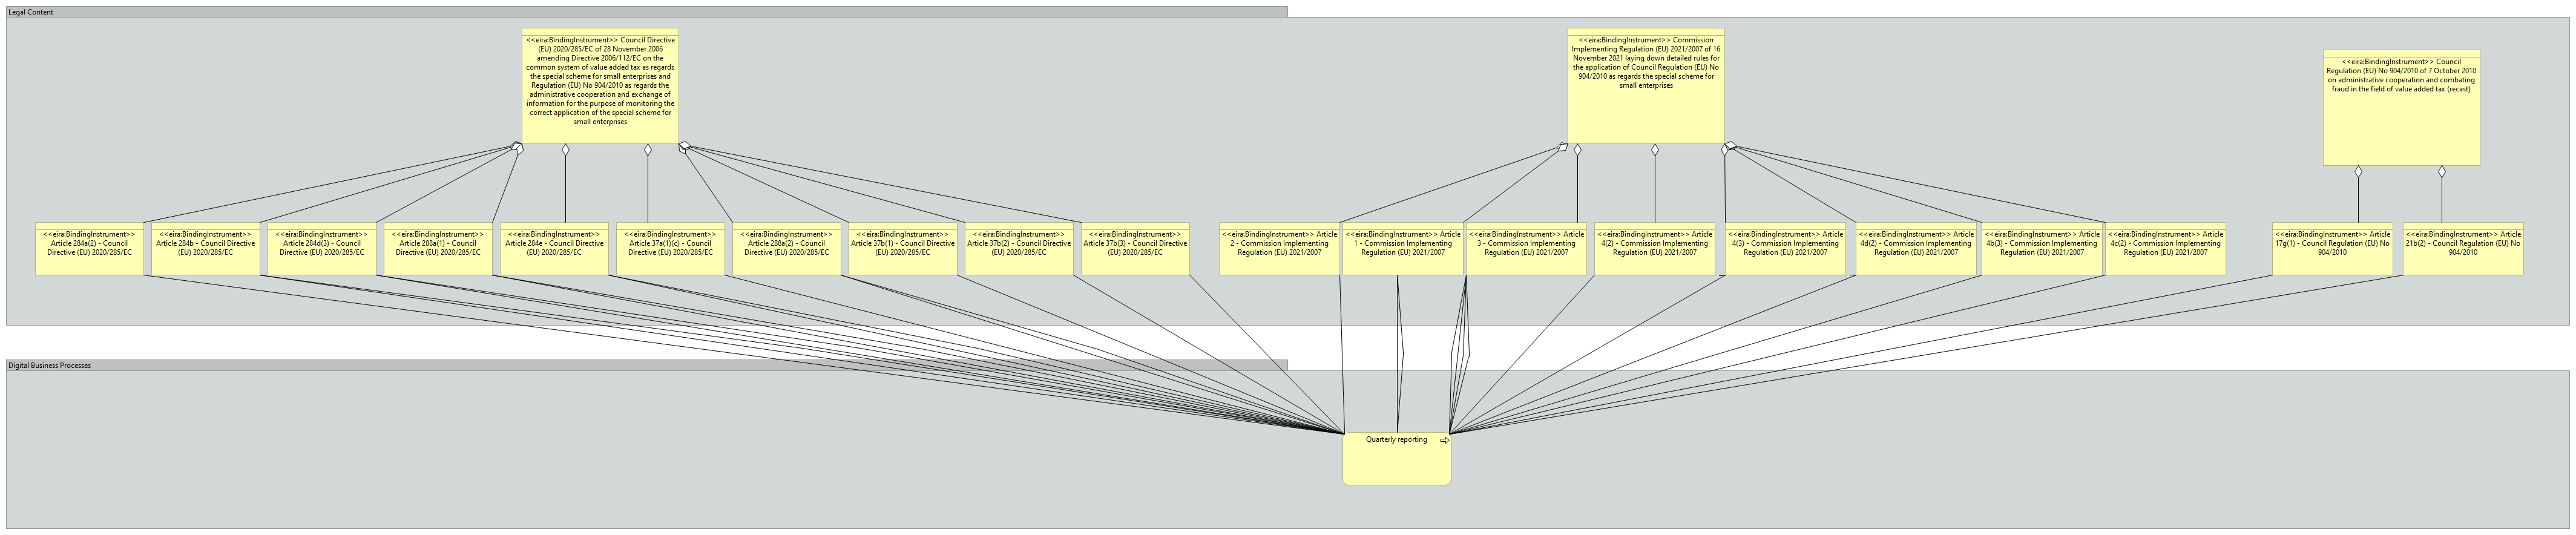 Legal Content
<<eira:BindingInstrument>> Council Directive
(EU) 2020/285/EC of 28 November 2006
amending Directive 2006/112/EC on the
common system of value added tax as regards
the special scheme for small enterprises and
Regulation (EU) No 904/2010 as regards the
administrative cooperation and exchange of
information for the purpose of monitoring the
correct application of the special scheme for
small enterprises
<<eira:BindingInstrument>> Commission
Implementing Regulation (EU) 2021/2007 of 16
November 2021 laying down detailed rules for
the application of Council Regulation (EU) No
904/2010 as regards the special scheme for
small enterprises
<<eira:BindingInstrument>> Council
Regulation (EU) No 904/2010 of 7 October 2010
on administrative cooperation and combating
fraud in the field of value added tax (recast)
<<eira:BindingInstrument>>
Article 284a(2) - Council
Directive (EU) 2020/285/EC
<<eira:BindingInstrument>>
Article 284b - Council Directive
(EU) 2020/285/EC
<<eira:BindingInstrument>>
Article 284d(3) - Council
Directive (EU) 2020/285/EC
<<eira:BindingInstrument>>
Article 288a(1) - Council
Directive (EU) 2020/285/EC
<<eira:BindingInstrument>>
Article 284e - Council Directive
(EU) 2020/285/EC
<<eira:BindingInstrument>>
Article 37a(1)(c) - Council
Directive (EU) 2020/285/EC
<<eira:BindingInstrument>>
Article 288a(2) - Council
Directive (EU) 2020/285/EC
<<eira:BindingInstrument>>
Article 37b(1) - Council Directive
(EU) 2020/285/EC
<<eira:BindingInstrument>>
Article 37b(2) - Council Directive
(EU) 2020/285/EC
<<eira:BindingInstrument>>
Article 37b(3) - Council Directive
(EU) 2020/285/EC
<<eira:BindingInstrument>> Article
2 - Commission Implementing
Regulation (EU) 2021/2007
<<eira:BindingInstrument>> Article
1 - Commission Implementing
Regulation (EU) 2021/2007
<<eira:BindingInstrument>> Article
3 - Commission Implementing
Regulation (EU) 2021/2007
<<eira:BindingInstrument>> Article
4(2) - Commission Implementing
Regulation (EU) 2021/2007
<<eira:BindingInstrument>> Article
4(3) - Commission Implementing
Regulation (EU) 2021/2007
<<eira:BindingInstrument>> Article
4d(2) - Commission Implementing
Regulation (EU) 2021/2007
<<eira:BindingInstrument>> Article
4b(3) - Commission Implementing
Regulation (EU) 2021/2007
<<eira:BindingInstrument>> Article
4c(2) - Commission Implementing
Regulation (EU) 2021/2007
<<eira:BindingInstrument>> Article
17g(1) - Council Regulation (EU) No
904/2010
<<eira:BindingInstrument>> Article
21b(2) - Council Regulation (EU) No
904/2010
Digital Business Processes
Quarterly reporting